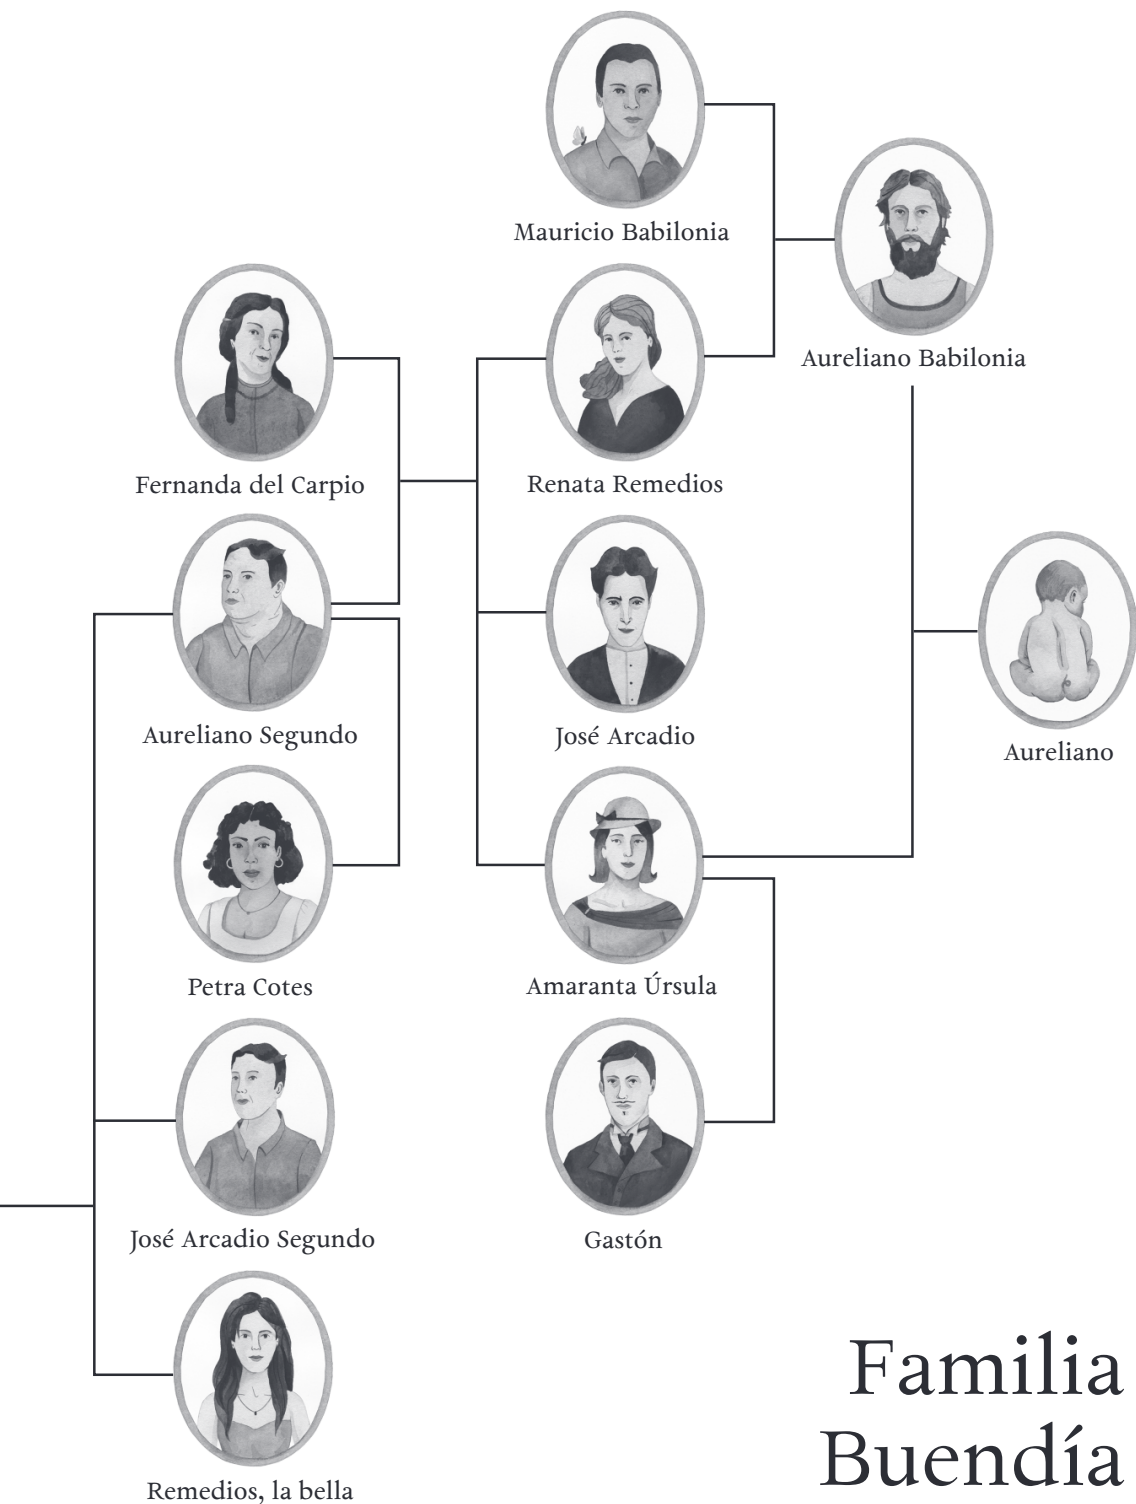 Mauricio Babilonia
Aureliano Babilonia
Fernanda del Carpio
Renata Remedios
Aureliano Segundo
José Arcadio
Aureliano
Petra Cotes
Amaranta Úrsula
José Arcadio Segundo
Gastón
Remedios, la bella
Familia
Buendía